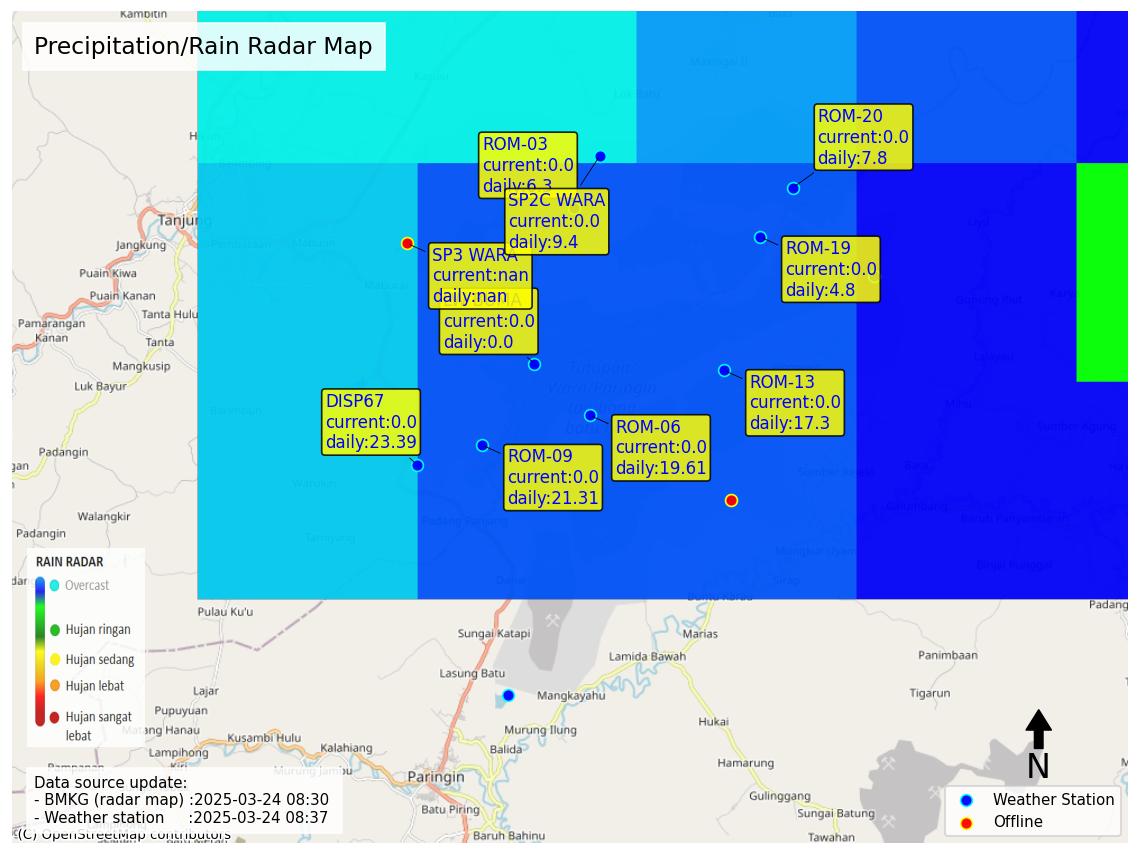 Kambitin
Precipitation/Rain Radar Map
ROM-20
current:0.0
daily:7.8
ROM-03
current:0.0
daily:6.3
SP2C WARA
current:0.0
daily:9.4
Tanjung
Jangkung
ROM-19
current:0.0
daily:4.8
SP3 WARA
current:nan
daily:nan
Puain Kiwa
Puain Kanan
Tanta Hulu
current:0.0
daily:0.0
Pamarangan
Kanan
Tanta
Mangkusip
Luk Bayur
ROM-13
current:0.0
daily:17.3
DISP67
current:0.0
daily:23.39
ROM-06
current:0.0
daily:19.61
ROM-09
current:0.0
daily:21.31
Padangin
Walangkir
Padangin
RAIN RADAR
Overcast
Hujan ringan
Hujan sedang
Hujan lebat
Hujan sangat
lebat
Pulau Ku'u
Sungai Katapi
Marias
Lamida Bawah
Panimbaan
Lasung Batu
Lajar
Mangkayahu
Tigarun
Pupuyuan
Matang Hanau
Hukai
Murung Ilung
Kusambi Hulu
Kalahiang
Balida
Lampihong
Hamarung
Murung Jambu
Paringin
Gulinggang
Batu Piring
Sungai Batung
Baruh Bahinu
Tawahan
Data source update:
- BMKG (radar map) :2025-03-24 08:30
- Weather station :2025-03-24 08:37
(C) OpenStreetMap contributors
N
Weather Station
Offline